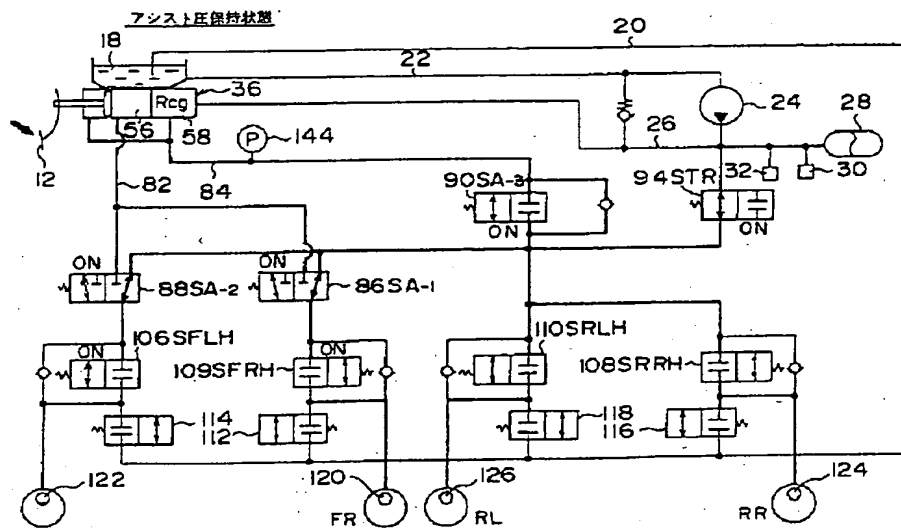 アシスト圧保持状態
18
20
22
36
24
28
Rcg
56
58
144
26
12
32
30
82
84
90SA-3
94STR
ON
ON
ON
ON
88SA-2
86SA-1
106SFLH
ON
ON
110SRLH
109SFRH
108SRRH
114
112
118
116
122
120
126
124
FR
RL
RR